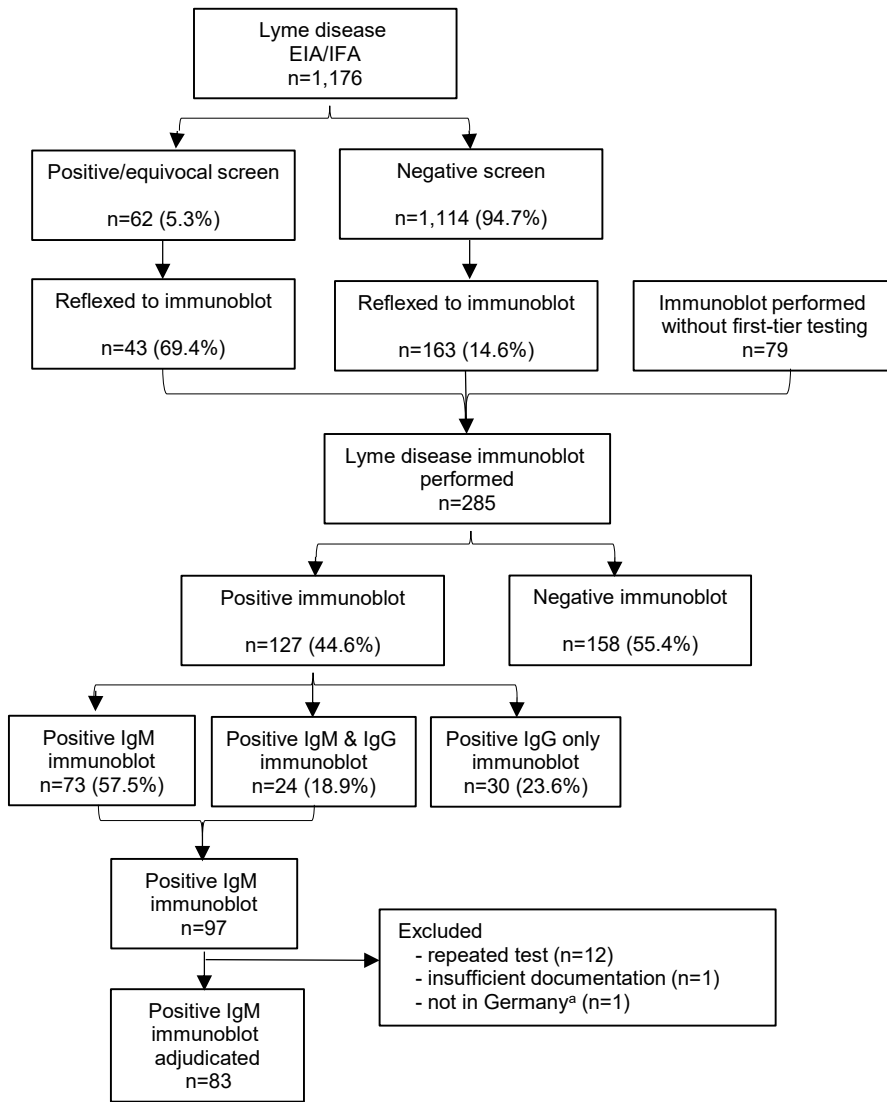 Lyme disease
EIA/IFA
n=1,176
Positive/equivocal screen
n=62 (5.3%)
Negative screen
n=1,114 (94.7%)
Reflexed to immunoblot
n=43 (69.4%)
Reflexed to immunoblot
n=163 (14.6%)
Immunoblot performed
without first-tier testing
n=79
Lyme disease immunoblot
performed
n=285
Positive immunoblot
n=127 (44.6%)
Negative immunoblot
n=158 (55.4%)
Positive IgM
immunoblot
n=73 (57.5%)
Positive IgM & IgG
immunoblot
n=24 (18.9%)
Positive IgG only
immunoblot
n=30 (23.6%)
Positive IgM
immunoblot
n=97
Excluded
- repeated test (n=12)
- insufficient documentation (n=1)
- not in Germanyᵃ (n=1)
Positive IgM
immunoblot
adjudicated
n=83